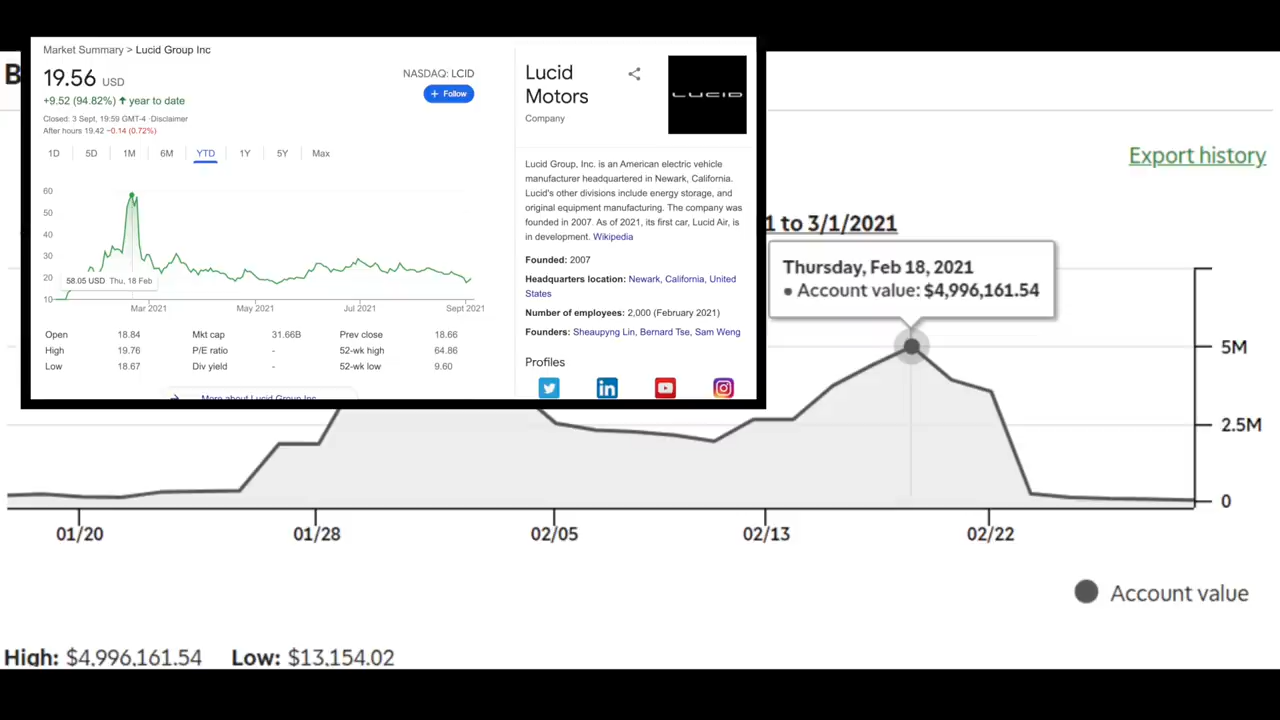 B
Market Summary > Lucid Group Inc
19.56 USD
+9.52 (94.82%) ↑ year to date
Closed: 3 Sept, 19:59 GMT-4 · Disclaimer
After hours 19.42 −0.14 (0.72%)
NASDAQ: LCID
+ Follow
1D 5D 1M 6M YTD 1Y 5Y Max
60
50
40
30
20
10
58.05 USD Thu, 18 Feb
Mar 2021 May 2021 Jul 2021 Sept 2021
Open 18.84 Mkt cap 31.66B Prev close 18.66
High 19.76 P/E ratio - 52-wk high 64.86
Low 18.67 Div yield - 52-wk low 9.60
More about Lucid Group Inc
Lucid
Motors
Company
LUCID
Lucid Group, Inc. is an American electric vehicle
manufacturer headquartered in Newark, California.
Lucid's other divisions include energy storage, and
original equipment manufacturing. The company was
founded in 2007. As of 2021, its first car, Lucid Air, is
in development. Wikipedia
Founded: 2007
Headquarters location: Newark, California, United
States
Number of employees: 2,000 (February 2021)
Founders: Sheaupyng Lin, Bernard Tse, Sam Weng
Profiles
Export history
1 to 3/1/2021
Thursday, Feb 18, 2021
● Account value: $4,996,161.54
5M
2.5M
0
01/20 01/28 02/05 02/13 02/22
Account value
High: $4,996,161.54 Low: $13,154.02